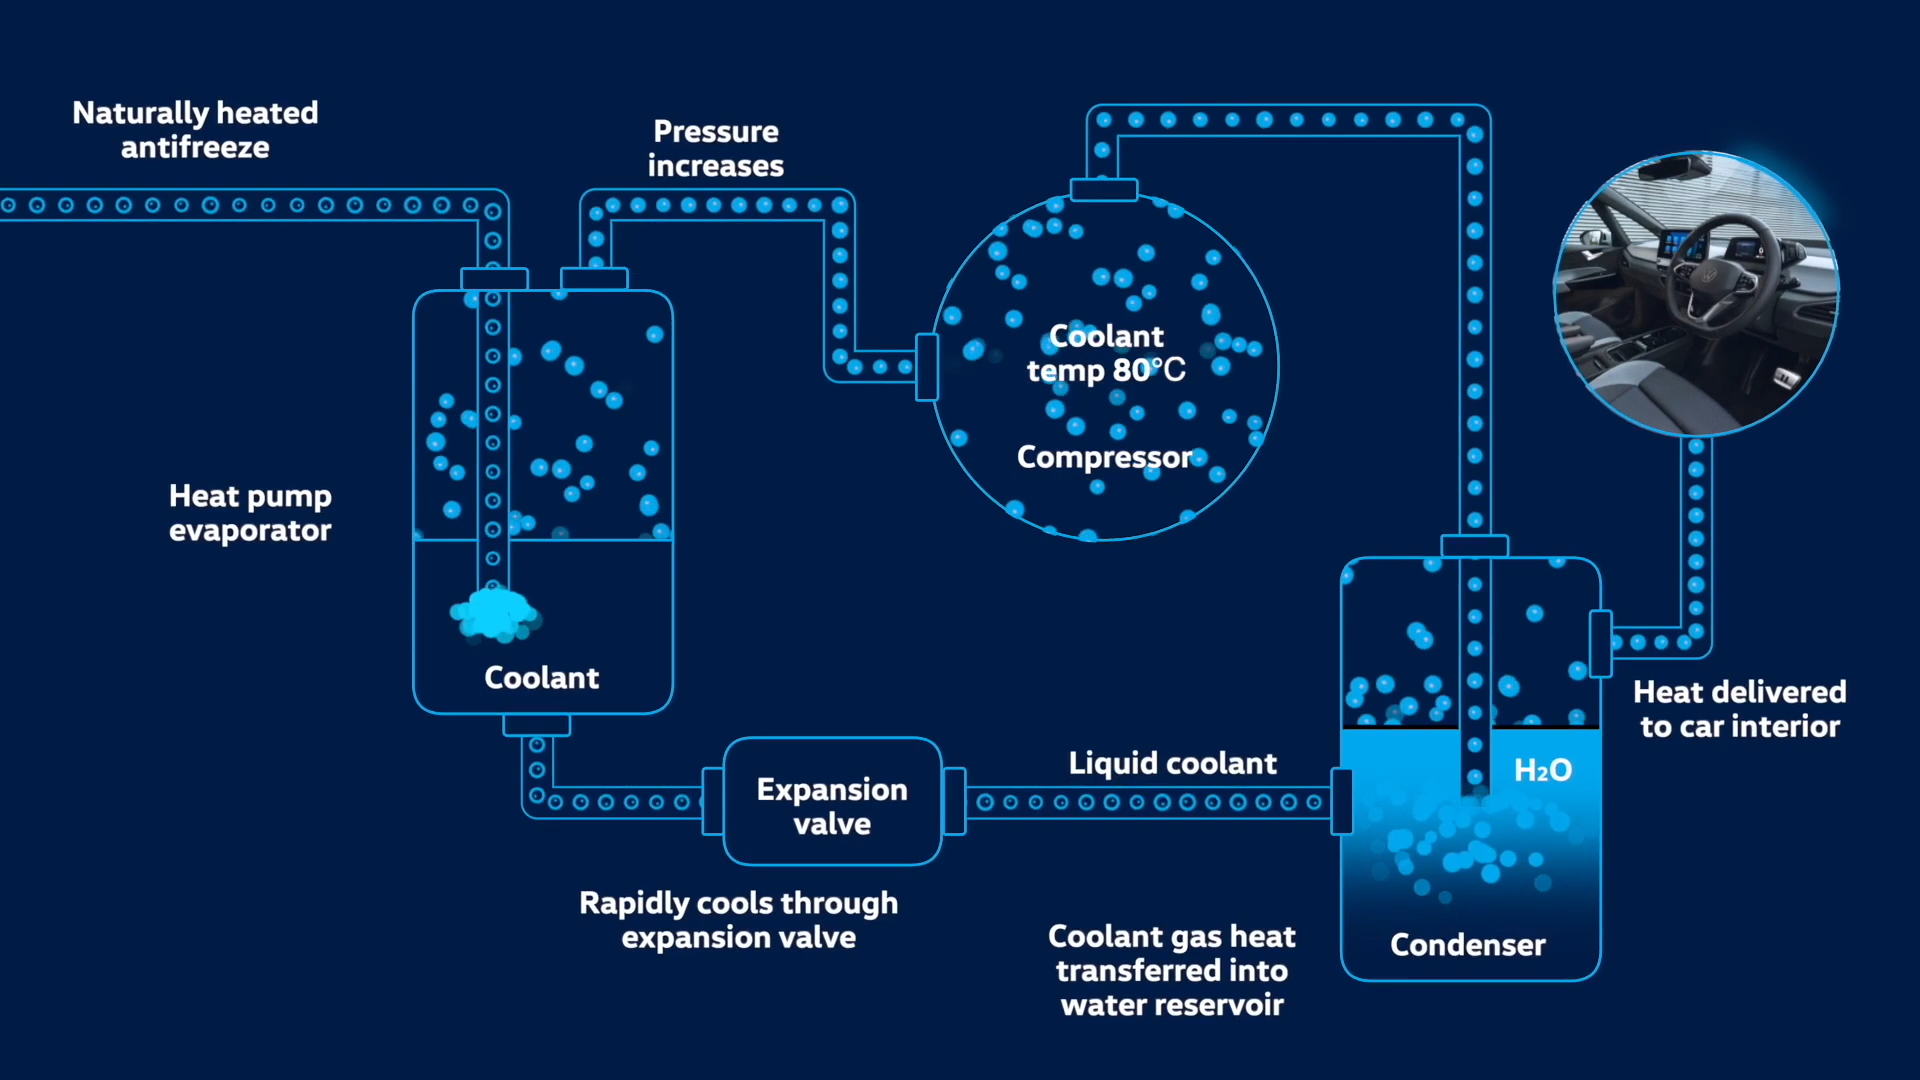 Naturally heated
antifreeze
Pressure
increases
Coolant
temp 80°C
Compressor
Heat pump
evaporator
Coolant
Expansion
valve
Rapidly cools through
expansion valve
Liquid coolant
H₂O
Condenser
Coolant gas heat
transferred into
water reservoir
Heat delivered
to car interior